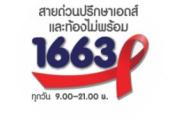 สายด่วนปรึกษาเอดส์
และท้องไม่พร้อม
1663
ทุกวัน 9.00-21.00 น.